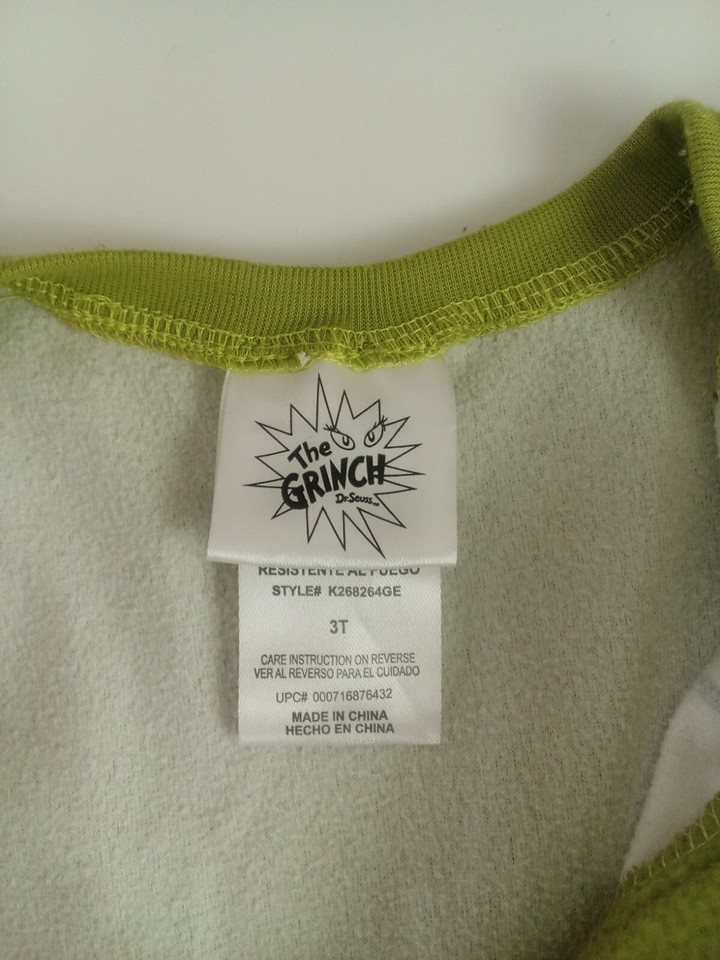 The
GRINCH
Dr. Seuss TM
RESISTENTE AL FUEGO
STYLE# K268264GE
3T
CARE INSTRUCTION ON REVERSE
VER AL REVERSO PARA EL CUIDADO
UPC# 000716876432
MADE IN CHINA
HECHO EN CHINA